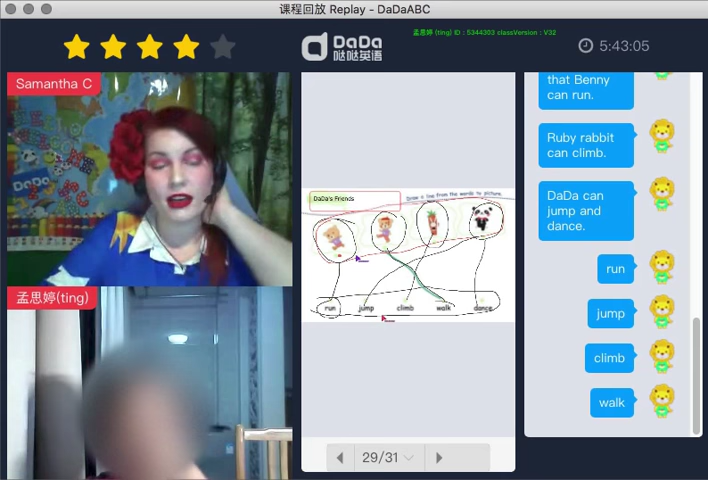 课程回放 Replay - DaDaABC
孟思婷 (ting) ID : 5344303 classVersion : V32
DaDa
哒哒英语
5:43:05
Samantha C
DaDa
孟思婷(ting)
DaDa's Friends
Draw a line from the words to picture.
run jump climb walk dance
29/31
that Benny
can run.
Ruby rabbit
can climb.
DaDa can
jump and
dance.
run
jump
climb
walk